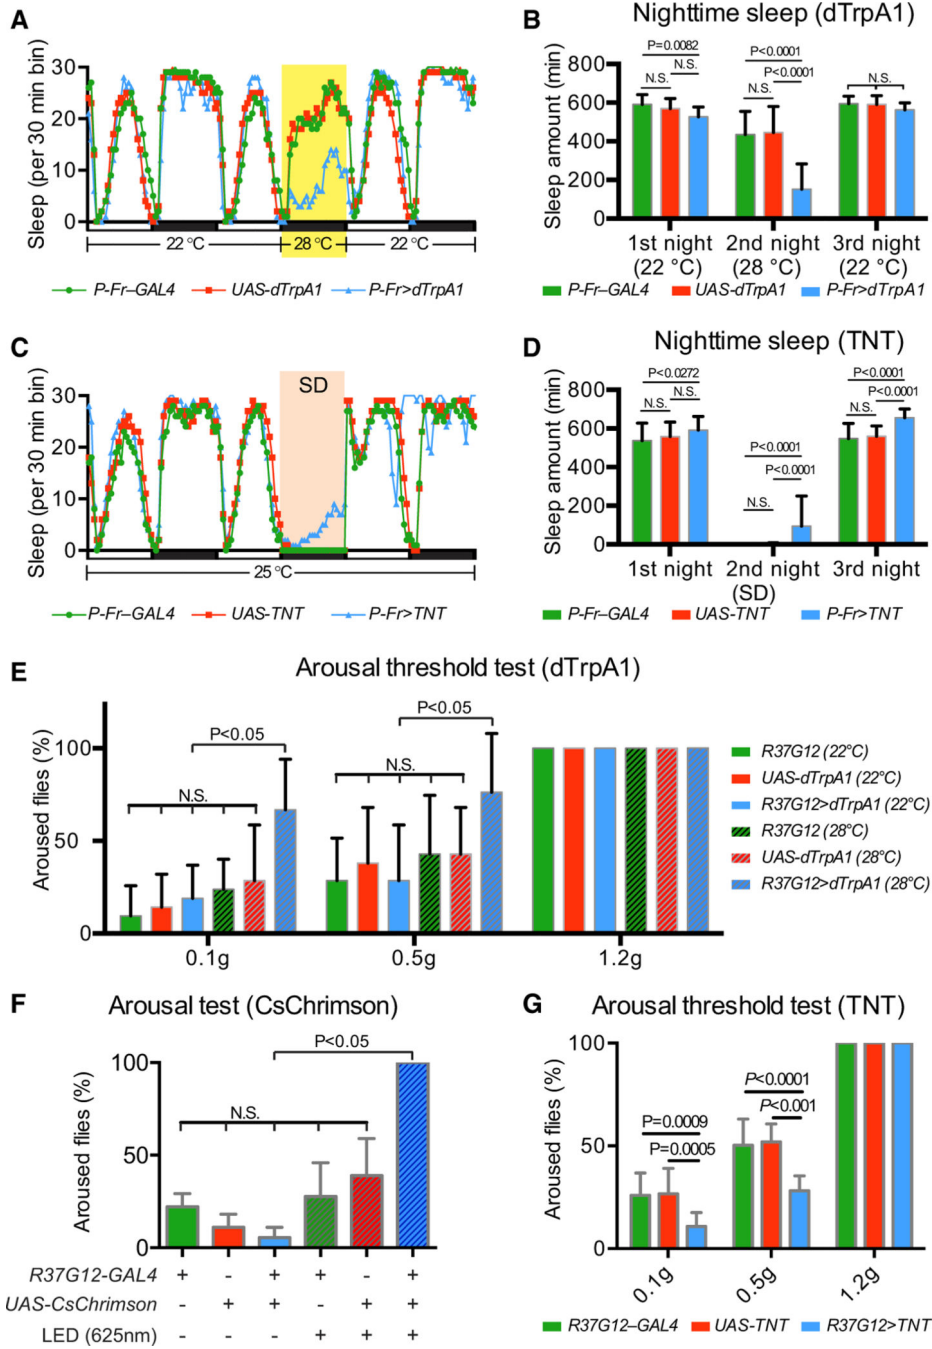 A
Sleep (per 30 min bin)
30
20
10
0
22 °C
28 °C
22 °C
P-Fr–GAL4
UAS-dTrpA1
P-Fr>dTrpA1
B
Nighttime sleep (dTrpA1)
Sleep amount (min)
800
600
400
200
0
P=0.0082
N.S.
N.S.
P<0.0001
P<0.0001
N.S.
N.S.
1st night
(22 °C)
2nd night
(28 °C)
3rd night
(22 °C)
P-Fr–GAL4
UAS-dTrpA1
P-Fr>dTrpA1
C
Sleep (per 30 min bin)
30
20
10
0
SD
25 °C
P-Fr–GAL4
UAS-TNT
P-Fr>TNT
D
Nighttime sleep (TNT)
Sleep amount (min)
800
600
400
200
0
P<0.0272
N.S.
N.S.
P<0.0001
P<0.0001
N.S.
P<0.0001
P<0.0001
N.S.
1st night
2nd night
(SD)
3rd night
P-Fr–GAL4
UAS-TNT
P-Fr>TNT
E
Arousal threshold test (dTrpA1)
Aroused flies (%)
100
50
0
N.S.
P<0.05
N.S.
P<0.05
0.1g
0.5g
1.2g
R37G12 (22°C)
UAS-dTrpA1 (22°C)
R37G12>dTrpA1 (22°C)
R37G12 (28°C)
UAS-dTrpA1 (28°C)
R37G12>dTrpA1 (28°C)
F
Arousal test (CsChrimson)
Aroused flies (%)
100
50
0
P<0.05
N.S.
R37G12-GAL4 + - + + - +
UAS-CsChrimson - + + - + +
LED (625nm) - - - + + +
G
Arousal threshold test (TNT)
Aroused flies (%)
100
50
0
P=0.0009
P=0.0005
P<0.0001
P<0.001
0.1g
0.5g
1.2g
R37G12–GAL4
UAS-TNT
R37G12>TNT